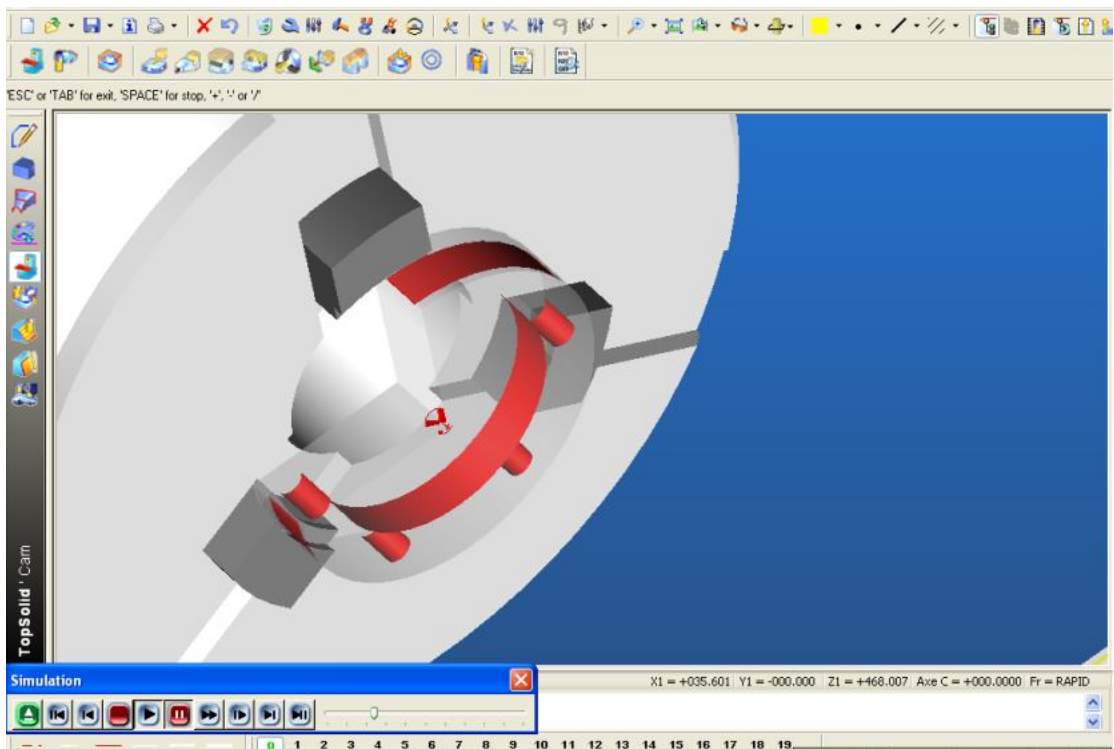 'ESC' or 'TAB' for exit, 'SPACE' for stop, '+', '-' or '/'
TopSolid'Cam
Simulation
X1 = +035.601 Y1 = -000.000 Z1 = +468.007 Axe C = +000.0000 Fr = RAPID
0 1 2 3 4 5 6 7 8 9 10 11 12 13 14 15 16 17 18 19